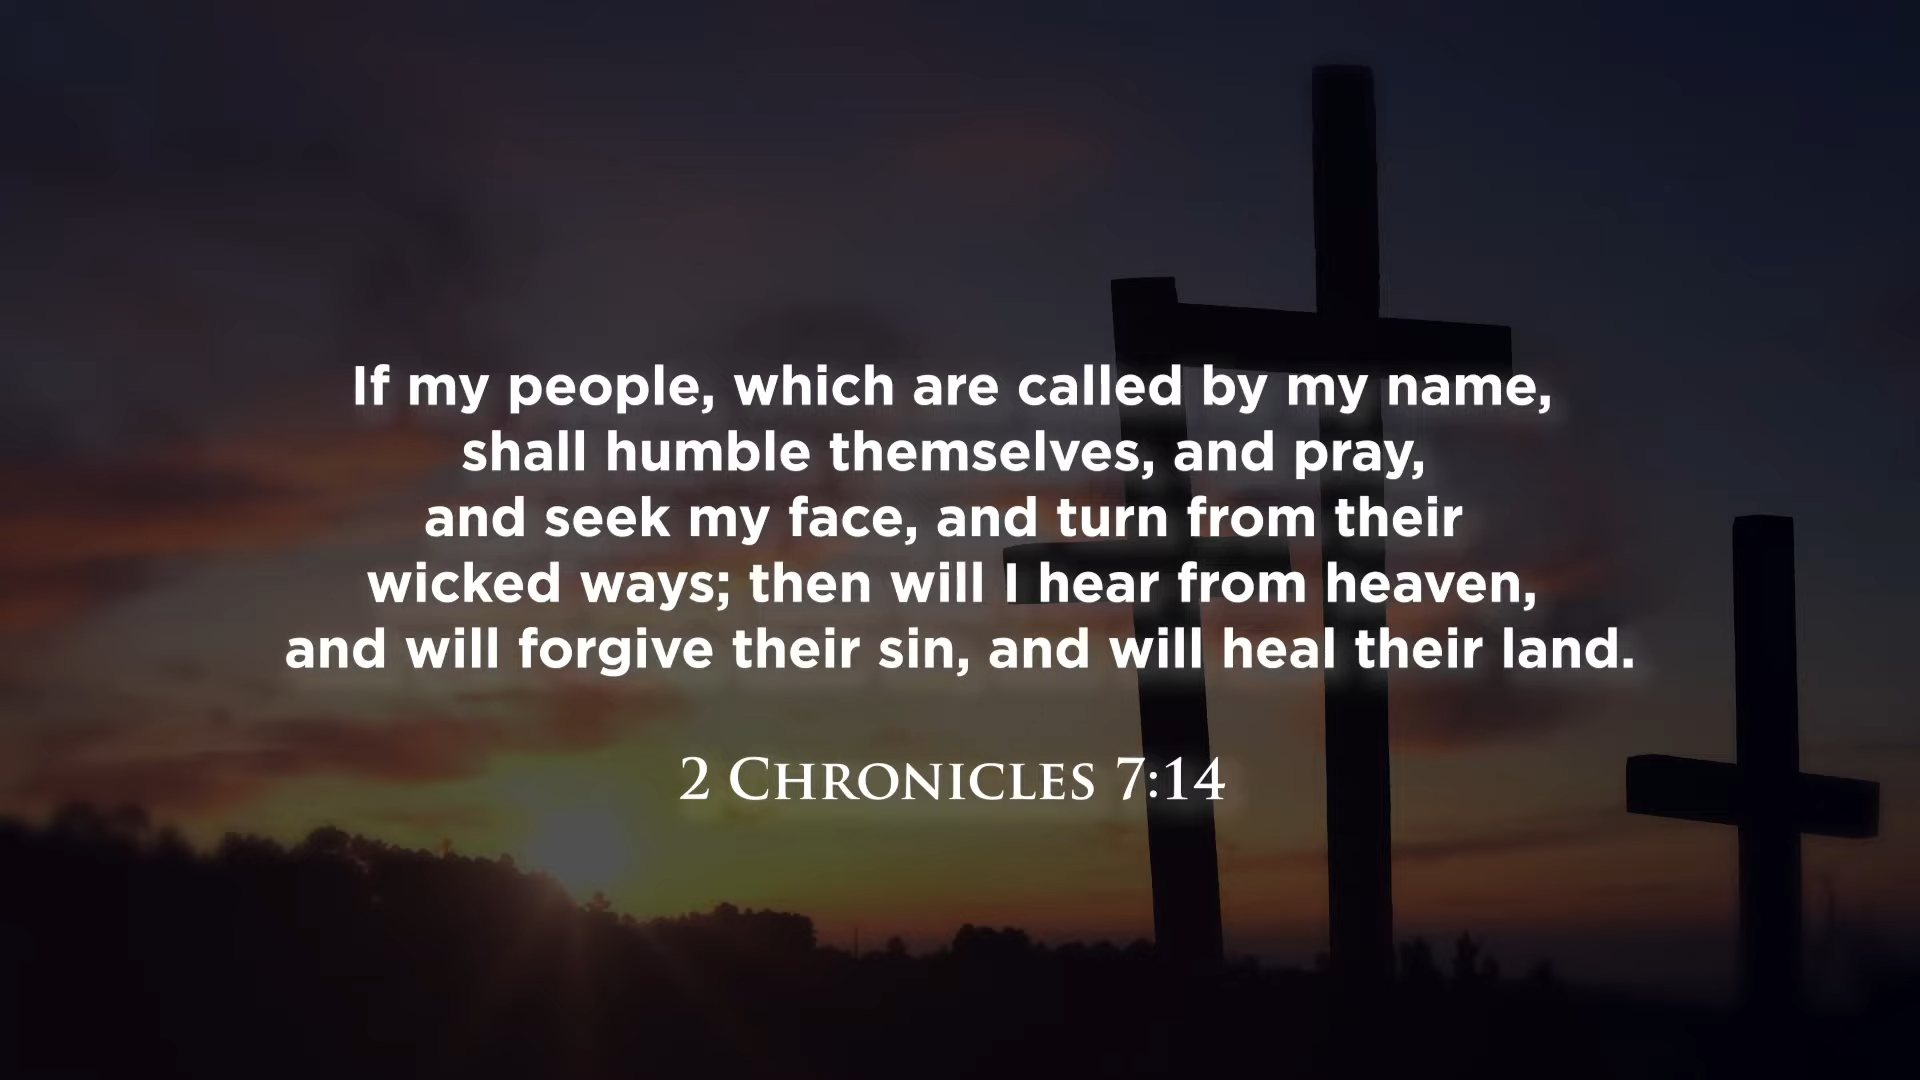 If my people, which are called by my name,
shall humble themselves, and pray,
and seek my face, and turn from their
wicked ways; then will I hear from heaven,
and will forgive their sin, and will heal their land.
2 Chronicles 7:14